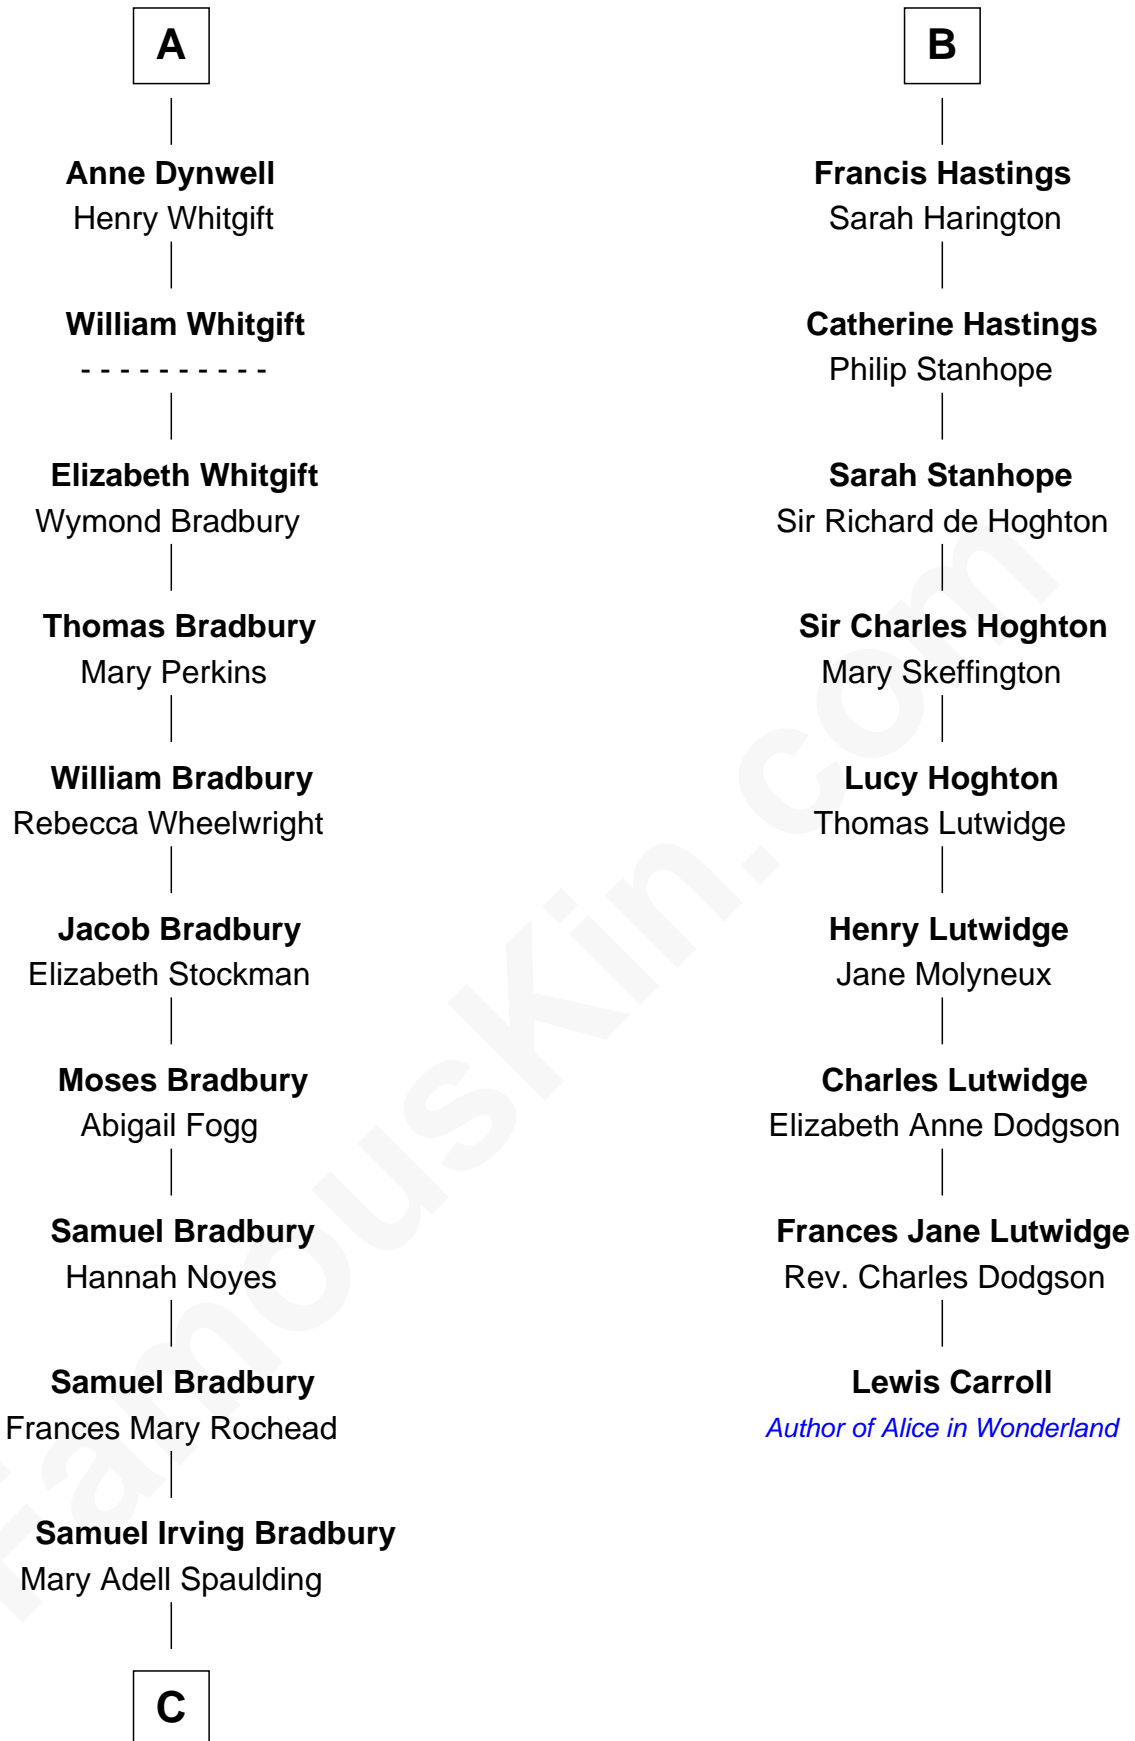 A
Anne Dynwell
Henry Whitgift
William Whitgift
- - - - - - - - - -
Elizabeth Whitgift
Wymond Bradbury
Thomas Bradbury
Mary Perkins
William Bradbury
Rebecca Wheelwright
Jacob Bradbury
Elizabeth Stockman
Moses Bradbury
Abigail Fogg
Samuel Bradbury
Hannah Noyes
Samuel Bradbury
Frances Mary Rochead
Samuel Irving Bradbury
Mary Adell Spaulding
C
B
Francis Hastings
Sarah Harington
Catherine Hastings
Philip Stanhope
Sarah Stanhope
Sir Richard de Hoghton
Sir Charles Hoghton
Mary Skeffington
Lucy Hoghton
Thomas Lutwidge
Henry Lutwidge
Jane Molyneux
Charles Lutwidge
Elizabeth Anne Dodgson
Frances Jane Lutwidge
Rev. Charles Dodgson
Lewis Carroll
Author of Alice in Wonderland
FamousKin.com